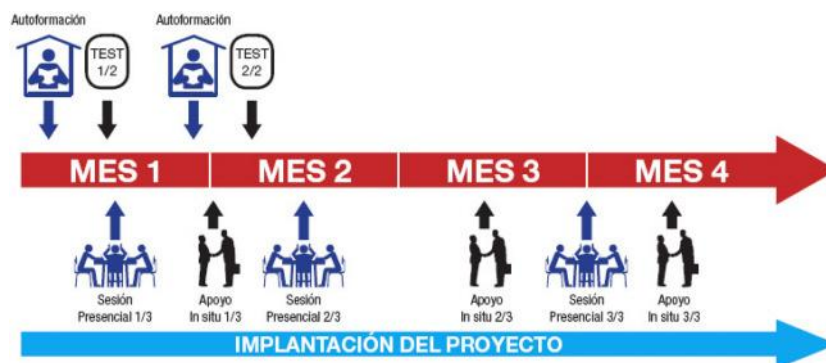 Autoformación
TEST
1/2
Autoformación
TEST
2/2
MES 1
MES 2
MES 3
MES 4
Sesión
Presencial 1/3
Apoyo
In situ 1/3
Sesión
Presencial 2/3
Apoyo
In situ 2/3
Sesión
Presencial 3/3
Apoyo
In situ 3/3
IMPLANTACIÓN DEL PROYECTO